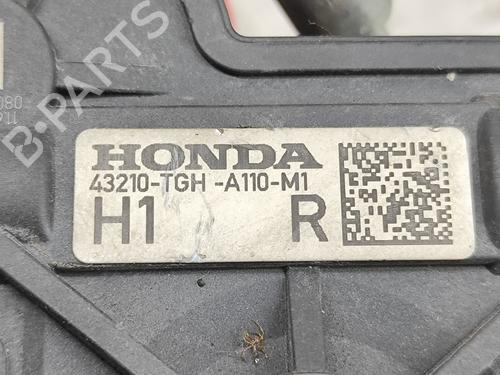 B-PARTS
HONDA
43210-TGH -A110-M1
H1 R